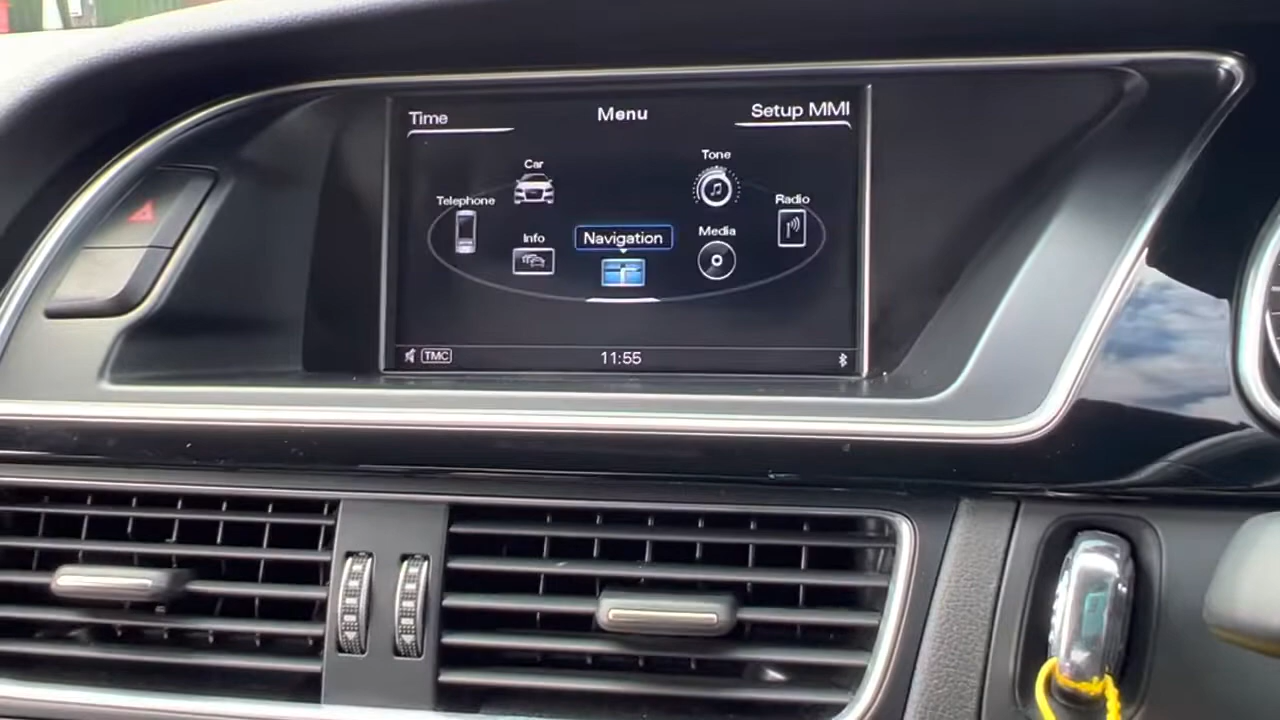 Time
Menu
Setup MMI
Car
Tone
Telephone
Radio
Info
Navigation
Media
TMC
11:55